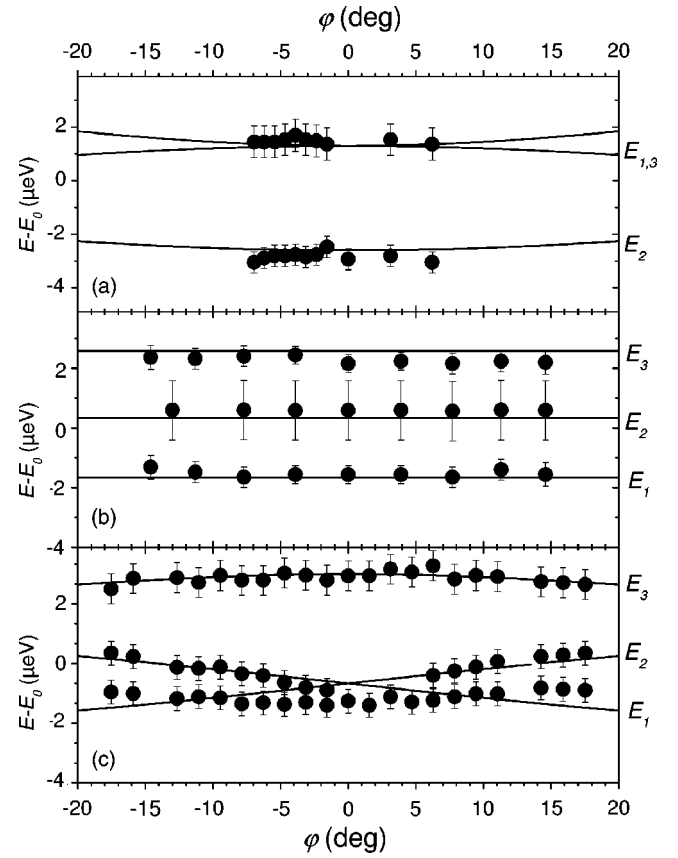 φ (deg)
-20 -15 -10 -5 0 5 10 15 20
2
0
-2
-4
E-E₀ (µeV)
E₁,₃
E₂
(a)
2
0
-2
E-E₀ (µeV)
E₃
E₂
E₁
(b)
-4
2
0
-2
-4
E-E₀ (µeV)
E₃
E₂
E₁
(c)
-20 -15 -10 -5 0 5 10 15 20
φ (deg)